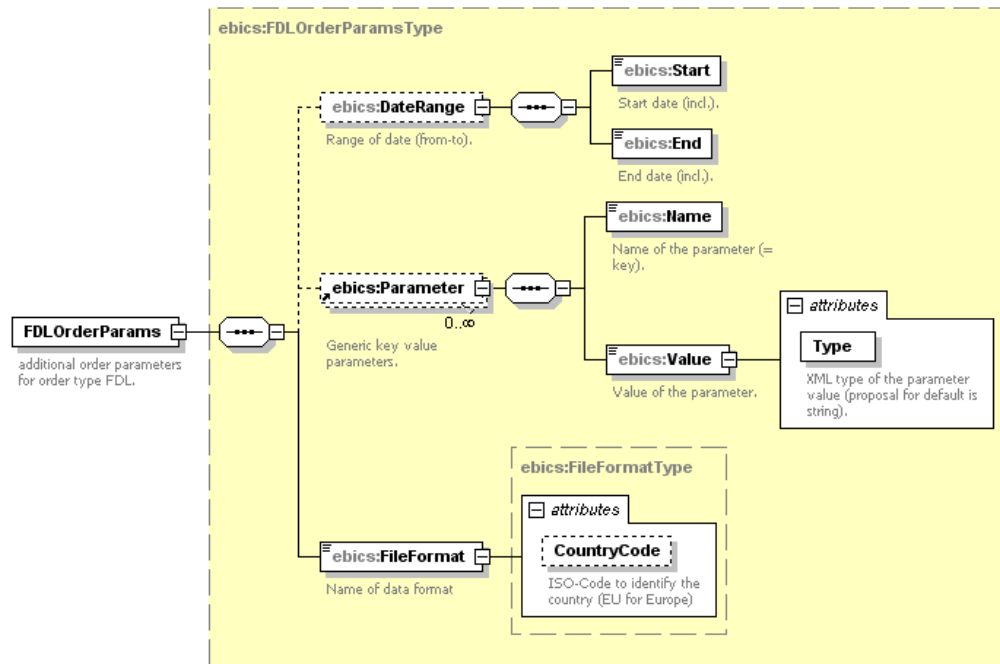 ebics:FDLOrderParamsType
ebics:Start
Start date (incl.).
ebics:DateRange
Range of date (from-to).
ebics:End
End date (incl.).
ebics:Name
Name of the parameter (=
key).
ebics:Parameter
0..∞
Generic key value
parameters.
attributes
Type
XML type of the parameter
value (proposal for default is
string).
ebics:Value
Value of the parameter.
FDLOrderParams
additional order parameters
for order type FDL.
ebics:FileFormatType
attributes
CountryCode
ISO-Code to identify the
country (EU for Europe)
ebics:FileFormat
Name of data format